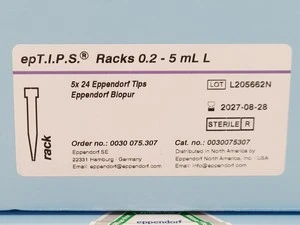 epT.I.P.S.® Racks 0.2 - 5 mL L
5x 24 Eppendorf Tips
Eppendorf Biopur
LOT L205662N
2027-08-28
STERILE R
rack
Order no.: 0030 075.307
Eppendorf SE
22331 Hamburg · Germany
Email: eppendorf@eppendorf.com
Cat. no.: 0030075307
Distributed in North America by
Eppendorf North America, Inc. · USA
Email: info@eppendorf.com
eppendorf